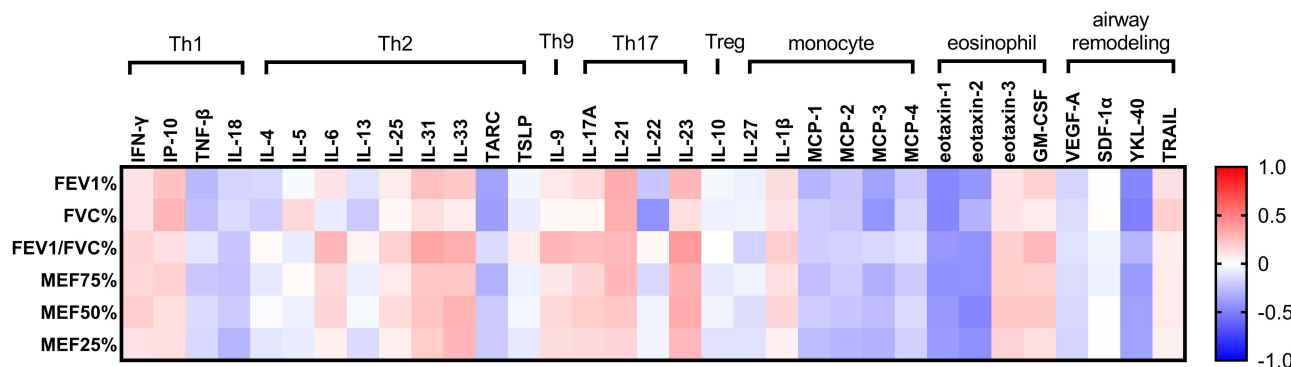 airway
Th1 Th2 Th9 Th17 Treg monocyte eosinophil remodeling
IFN-γ IP-10 TNF-β IL-18 IL-4 IL-5 IL-6 IL-13 IL-25 IL-31 IL-33 TARC TSLP IL-9 IL-17A IL-21 IL-22 IL-23 IL-10 IL-27 IL-1β MCP-1 MCP-2 MCP-3 MCP-4 eotaxin-1 eotaxin-2 eotaxin-3 GM-CSF VEGF-A SDF-1α YKL-40 TRAIL
FEV1%
FVC%
FEV1/FVC%
MEF75%
MEF50%
MEF25%
1.0
0.5
0
-0.5
-1.0